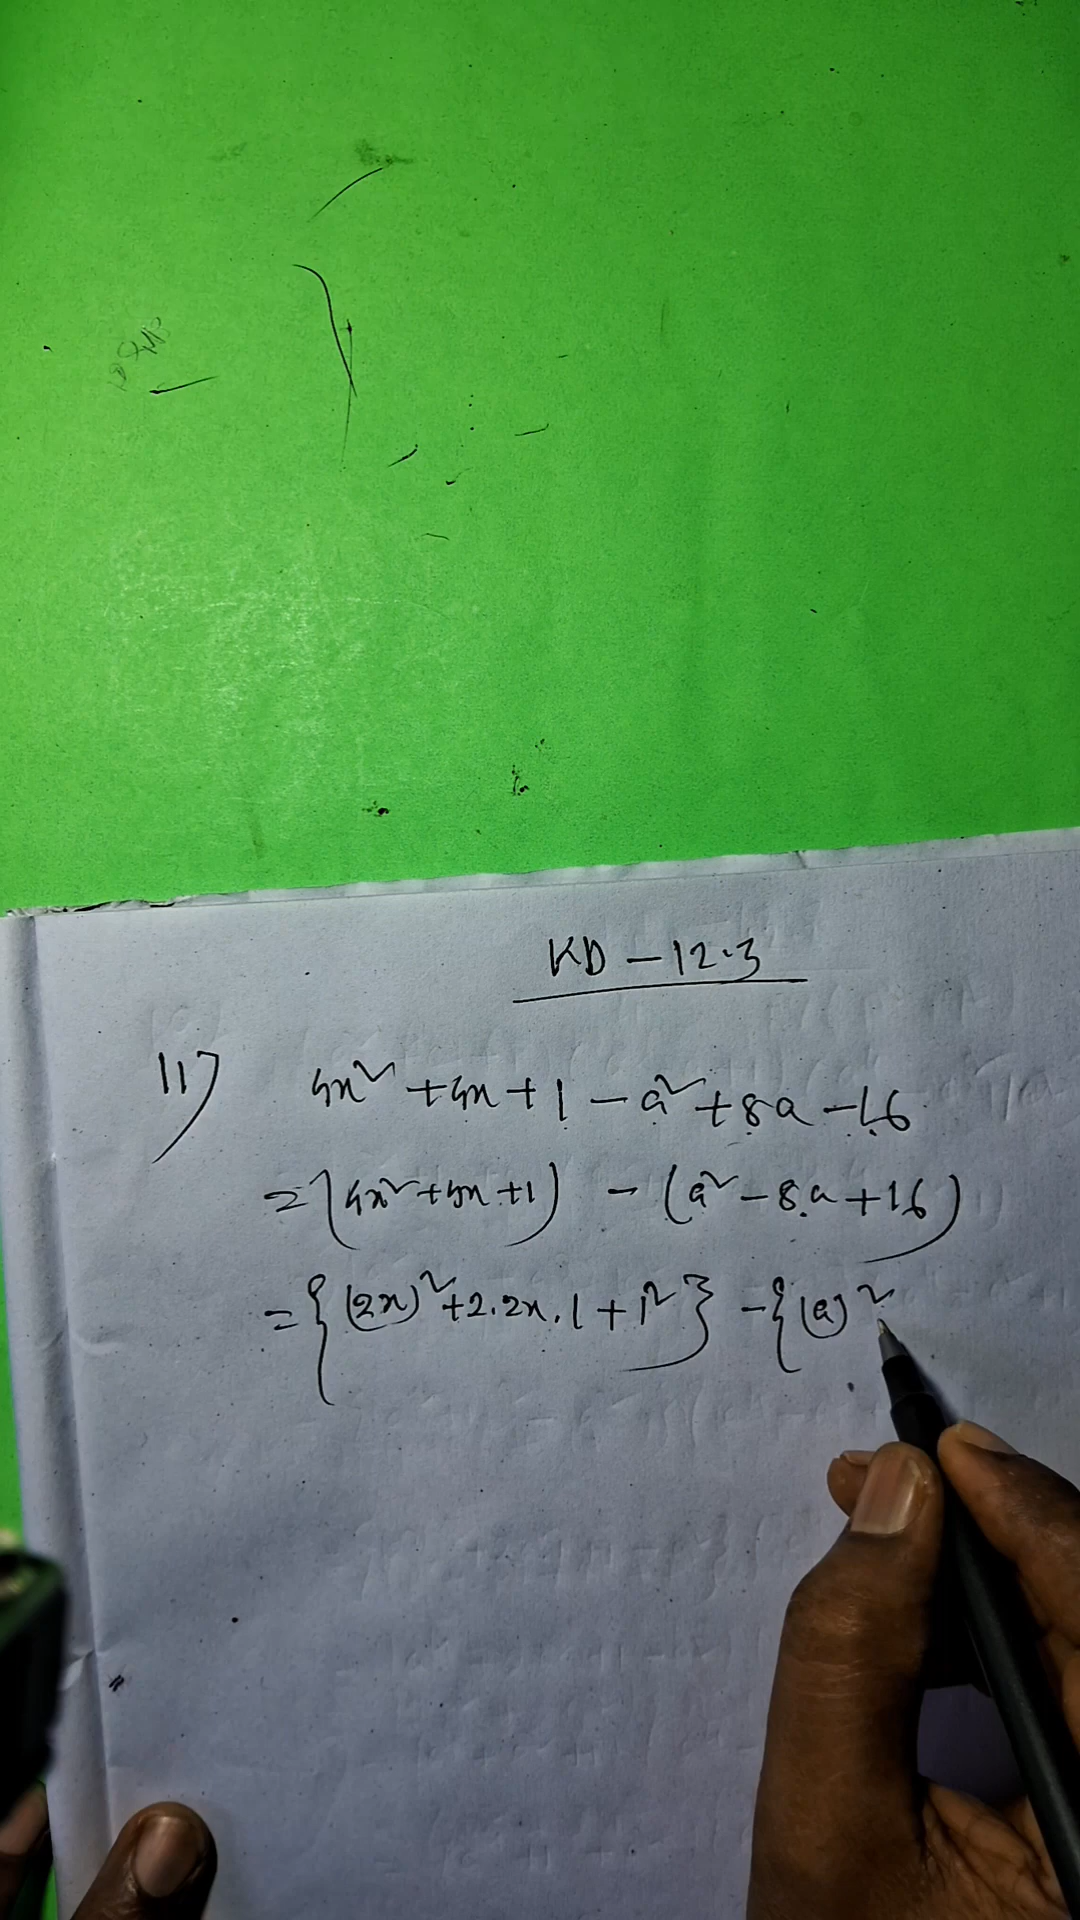 KD - 12.3
11) 4x² + 4x + 1 - a² + 8a - 16
= (4x² + 4x + 1) - (a² - 8a + 16)
= {(2x)² + 2.2x.1 + 1²} - {(a)²